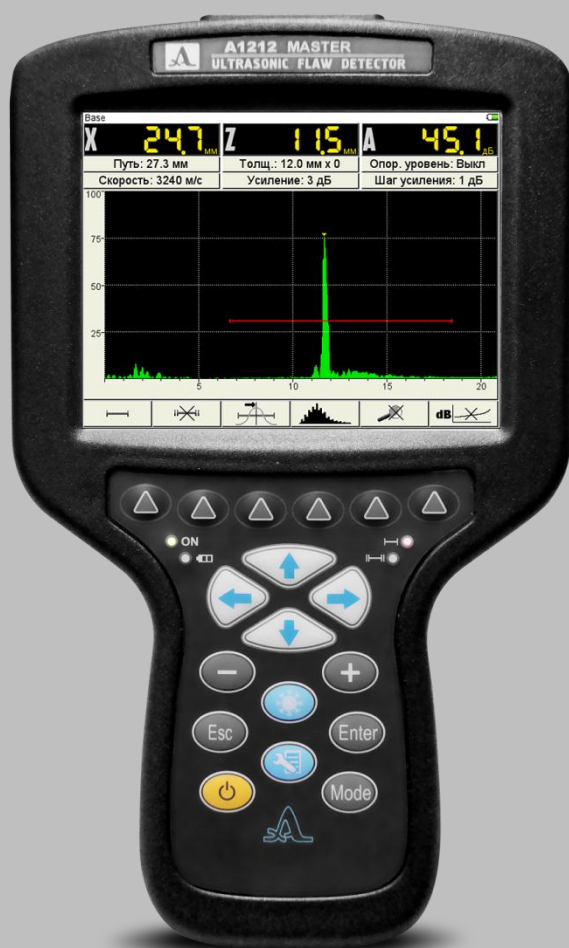 A1212 MASTER
ULTRASONIC FLAW DETECTOR
Base
X 24.7 мм Z 11.5 мм A 45.1 дБ
Путь: 27.3 мм Толщ.: 12.0 мм x 0 Опор. уровень: Выкл
Скорость: 3240 м/с Усиление: 3 дБ Шаг усиления: 1 дБ
100
75
50
25
5 10 15 20
dB
ON
Esc
Enter
Mode